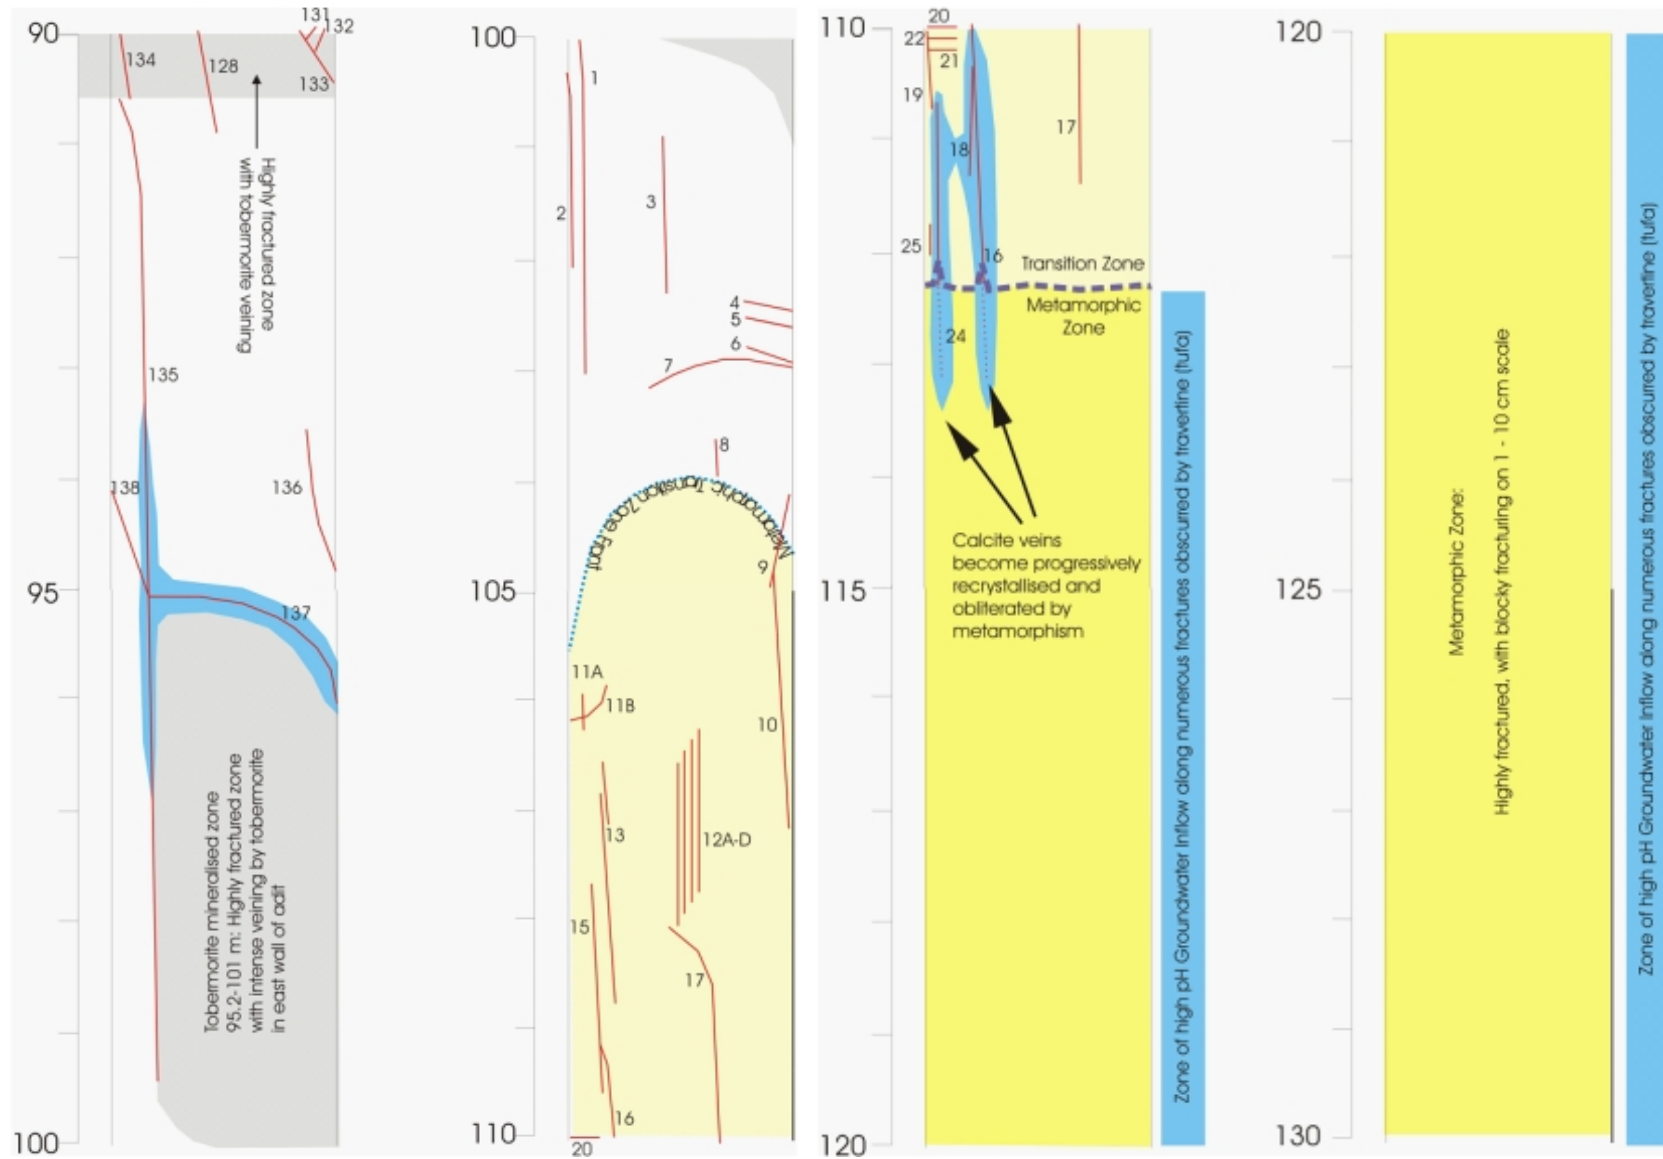 90
131
132
134
128
133
Highly fractured zone
with tobermorite veining
135
138
136
95
137
Tobermorite mineralised zone
95.2-101 m: Highly fractured zone
with intense veining by tobermorite
in east wall of adit
100
100
1
2
3
4
5
6
7
8
Metamorphic Transition Zone Front
9
105
11A
11B
10
13
12A-D
15
17
16
110
20
110
20
22
21
19
17
18
25
16
Transition Zone
Metamorphic
Zone
24
Calcite veins
become progressively
recrystallised and
obliterated by
metamorphism
115
Zone of high pH Groundwater Inflow along numerous fractures obscurred by travertine (tufa)
120
120
Metamorphic Zone:
Highly fractured, with blocky fracturing on 1 - 10 cm scale
125
Zone of high pH Groundwater Inflow along numerous fractures obscurred by travertine (tufa)
130